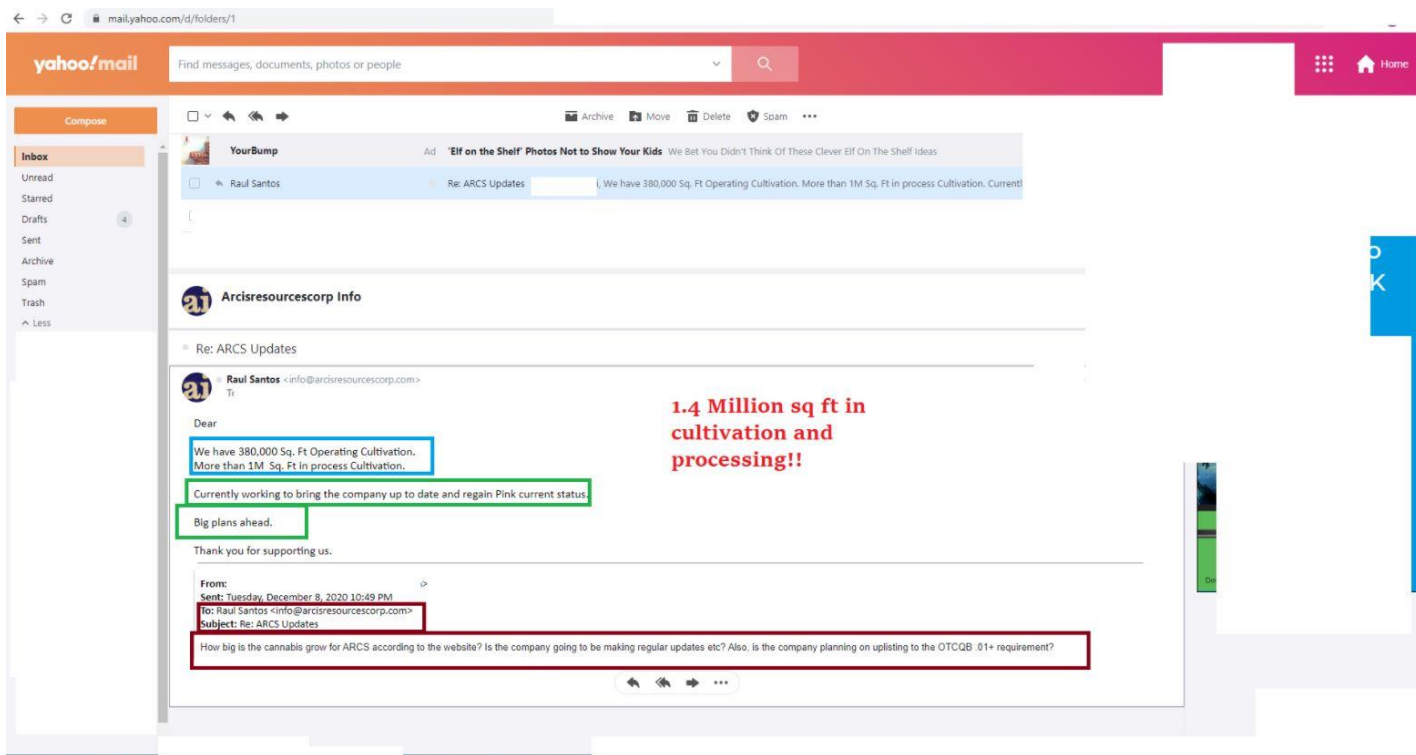 mail.yahoo.com/d/folders/1
yahoo!mail
Find messages, documents, photos or people
Home
Compose
Archive Move Delete Spam
YourBump Ad 'Elf on the Shelf' Photos Not to Show Your Kids We Bet You Didn't Think Of These Clever Elf On The Shelf Ideas
Inbox
Unread
Starred
Drafts 4
Sent
Archive
Spam
Trash
Less
Raul Santos Re: ARCS Updates i, We have 380,000 Sq. Ft Operating Cultivation. More than 1M Sq. Ft in process Cultivation. Currentl
ai Arcisresourcescorp Info
Re: ARCS Updates
ai Raul Santos <info@arcisresourcescorp.com>
Dear
We have 380,000 Sq. Ft Operating Cultivation.
More than 1M Sq. Ft in process Cultivation.
Currently working to bring the company up to date and regain Pink current status.
Big plans ahead.
Thank you for supporting us.
1.4 Million sq ft in
cultivation and
processing!!
From:
Sent: Tuesday, December 8, 2020 10:49 PM
To: Raul Santos <info@arcisresourcescorp.com>
Subject: Re: ARCS Updates
How big is the cannabis grow for ARCS according to the website? Is the company going to be making regular updates etc? Also, is the company planning on uplisting to the OTCQB .01+ requirement?
K